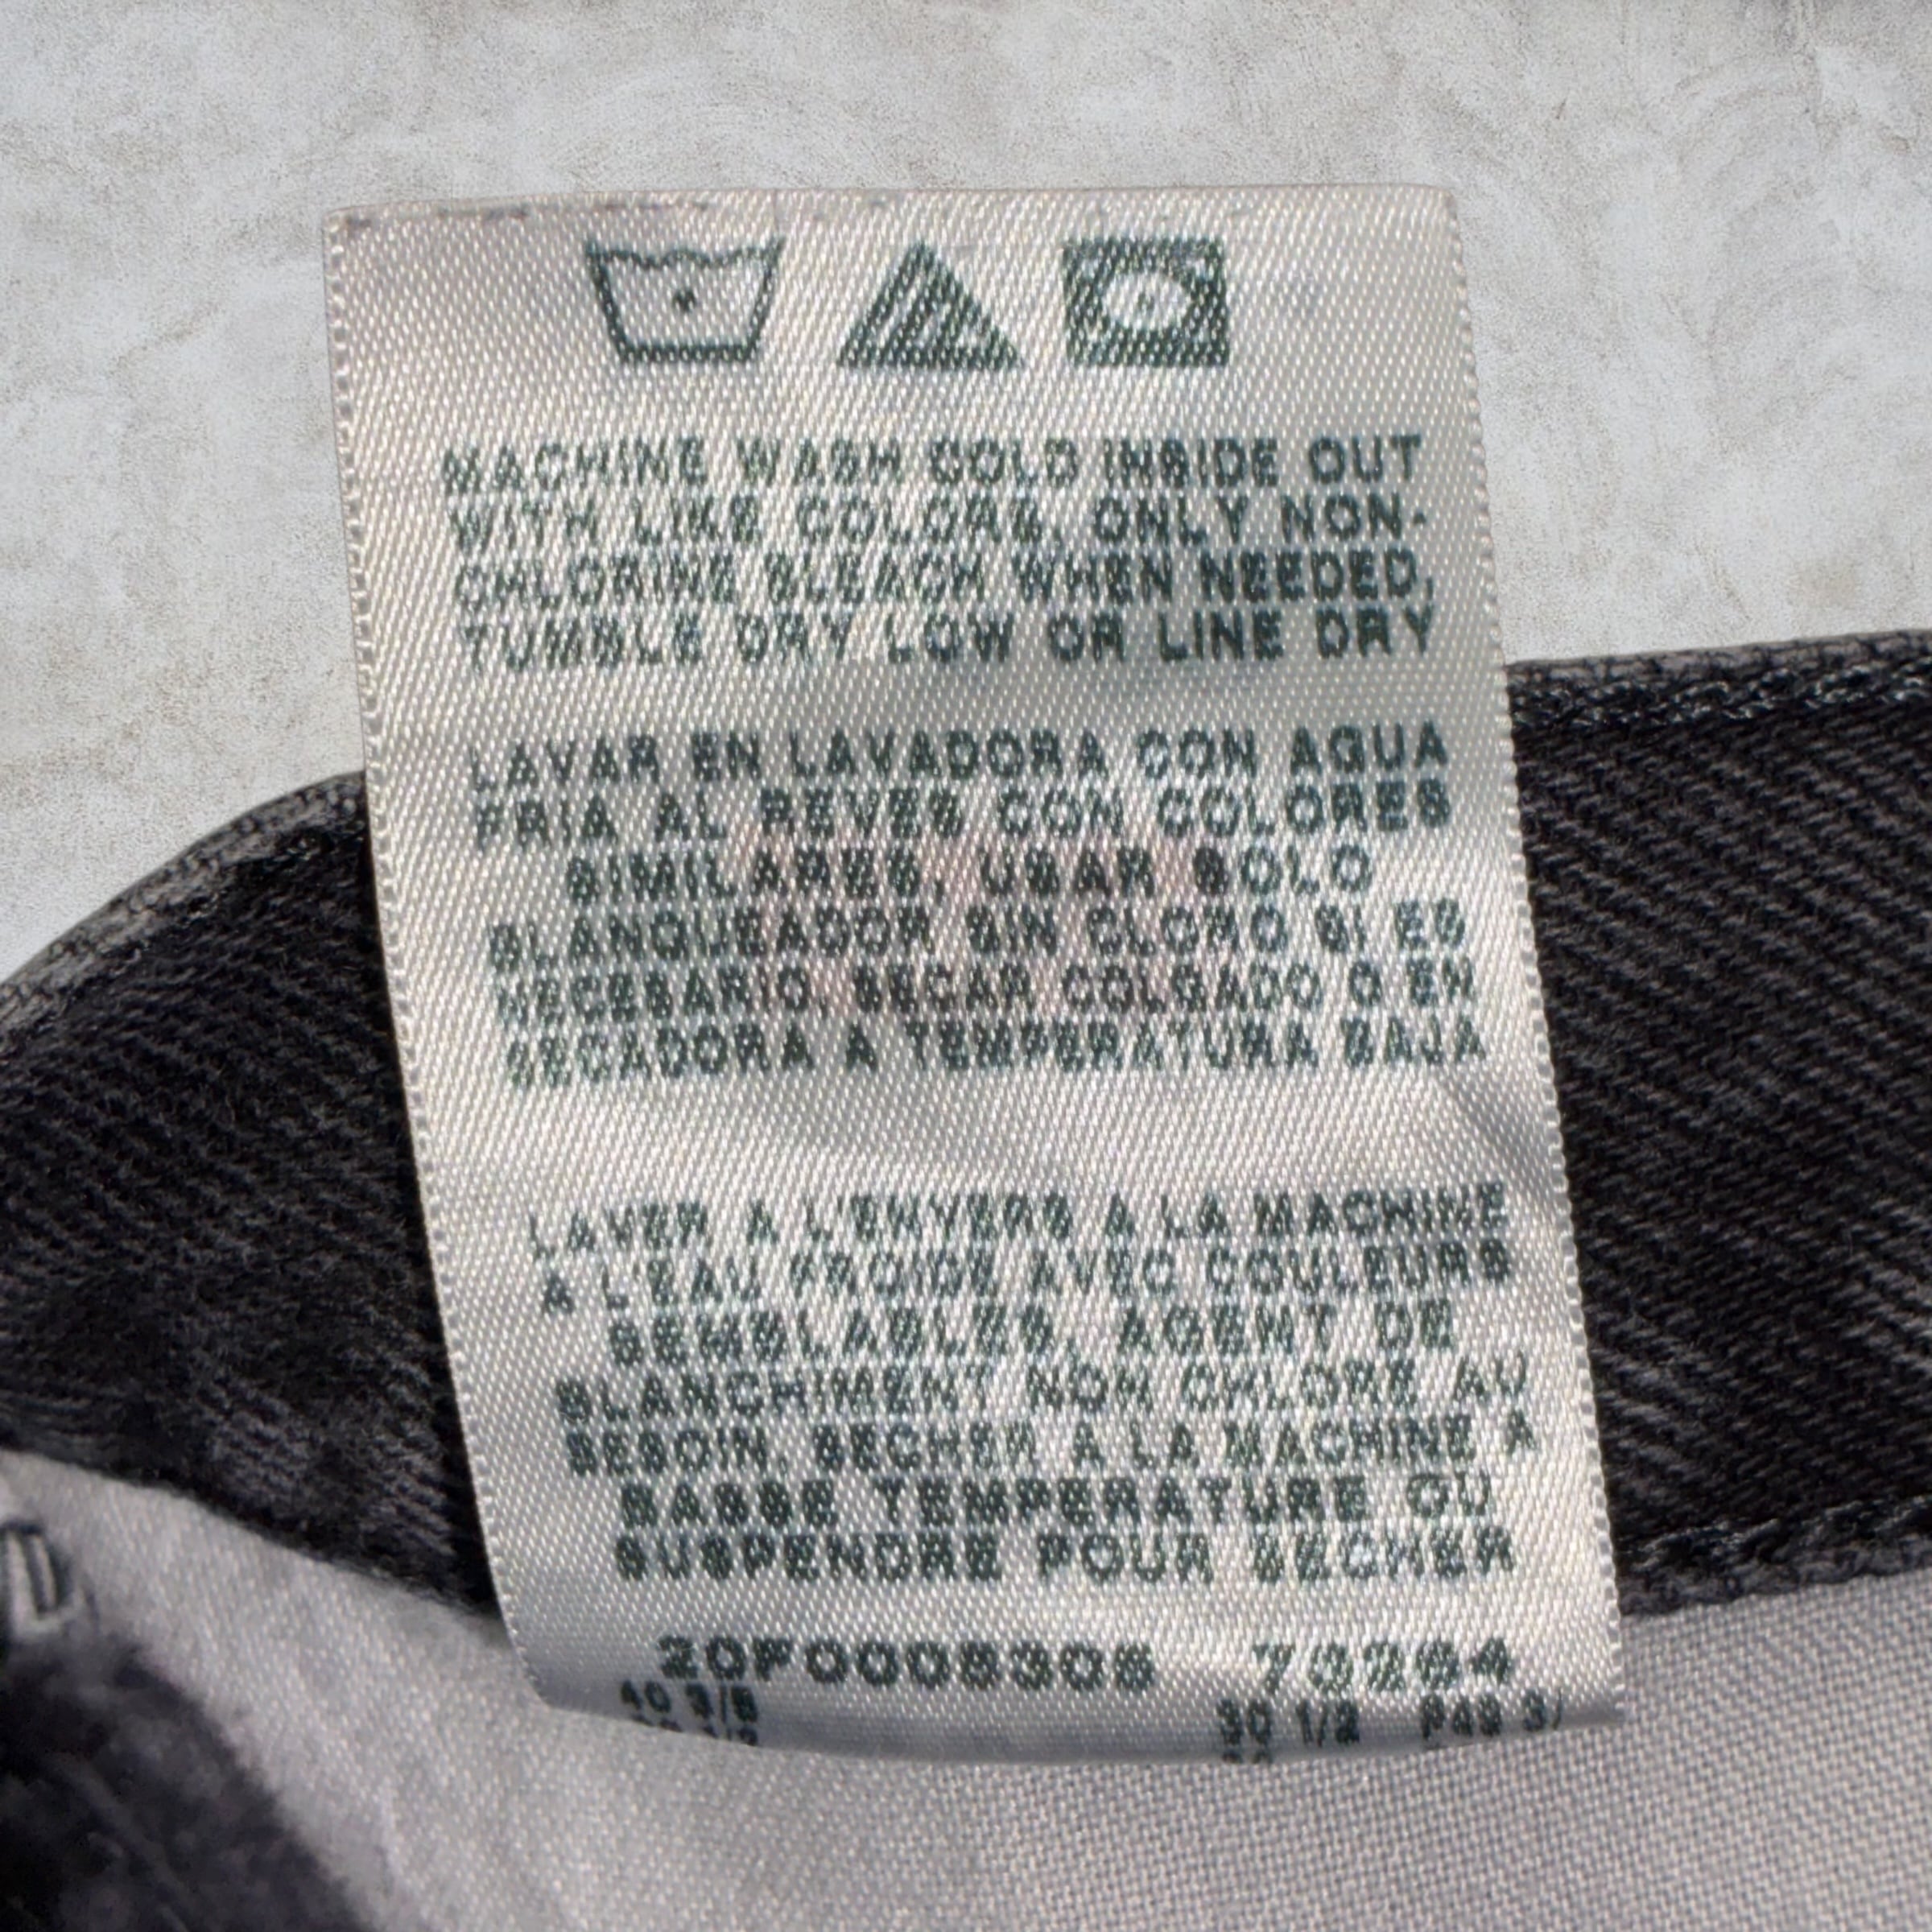 MACHINE WASH COLD INSIDE OUT
WITH LIKE COLORS, ONLY NON-
CHLORINE BLEACH WHEN NEEDED,
TUMBLE DRY LOW OR LINE DRY
LAVAR EN LAVADORA CON AGUA
FRIA AL REVES CON COLORES
SIMILARES, USAR SOLO
BLANQUEADOR SIN CLORO SI ES
NECESARIO, SECAR COLGADO O EN
SECADORA A TEMPERATURA BAJA
LAVER A L'ENVERS A LA MACHINE
A L'EAU FROIDE AVEC COULEURS
SEMBLABLES, AGENT DE
BLANCHIMENT NON CHLORE AU
BESOIN. SECHER A LA MACHINE A
BASSE TEMPERATURE OU
SUSPENDRE POUR SECHER
40 3/8 30 1/2